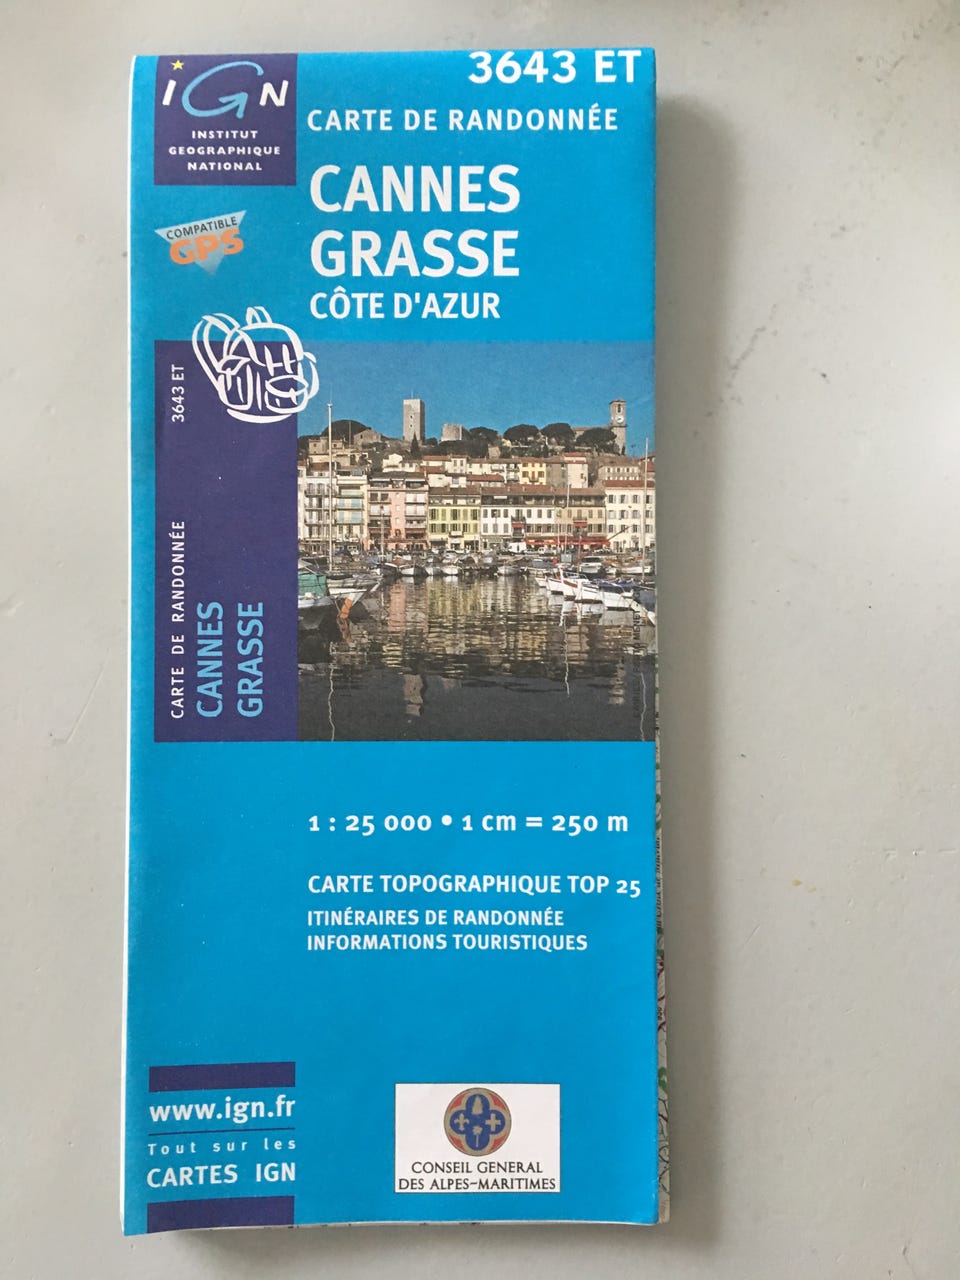 3643 ET
IGN
INSTITUT
GEOGRAPHIQUE
NATIONAL
CARTE DE RANDONNÉE
CANNES
GRASSE
CÔTE D'AZUR
COMPATIBLE
GPS
3643 ET
CARTE DE RANDONNÉE
CANNES
GRASSE
1 : 25 000 • 1 cm = 250 m
CARTE TOPOGRAPHIQUE TOP 25
ITINÉRAIRES DE RANDONNÉE
INFORMATIONS TOURISTIQUES
www.ign.fr
Tout sur les
CARTES IGN
CONSEIL GENERAL
DES ALPES-MARITIMES